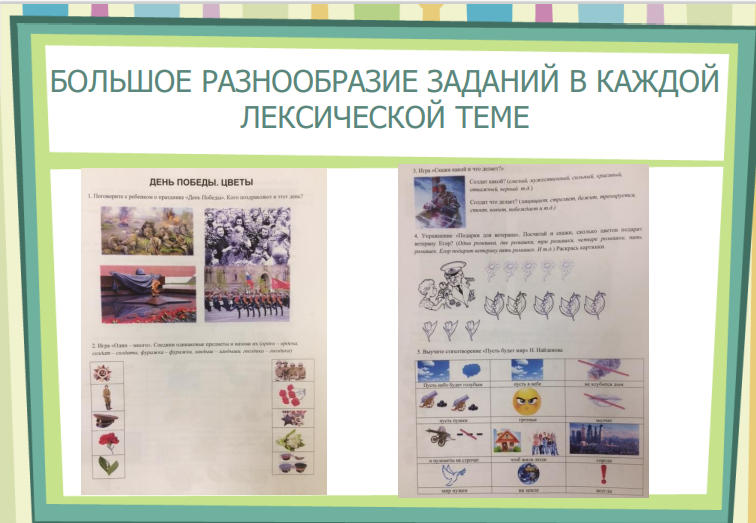 БОЛЬШОЕ РАЗНООБРАЗИЕ ЗАДАНИЙ В КАЖДОЙ
ЛЕКСИЧЕСКОЙ ТЕМЕ
ДЕНЬ ПОБЕДЫ. ЦВЕТЫ
1. Поговорите с ребенком о празднике «День Победы». Кого поздравляют в этот день?
2. Игра «Один – много». Соедини одинаковые предметы и назови их (орден – ордена,
солдат – солдаты, фуражка – фуражки, ландыш – ландыши, гвоздика – гвоздики)
3. Игра «Скажи какой и что делает?»
Солдат какой? (смелый, мужественный, сильный, красивый,
отважный, верный т.д.)
Солдат что делает? (защищает, стреляет, бежит, тренируется,
стоит, воюет, побеждает и т.д.)
4. Упражнение «Подарки для ветерана». Посчитай и скажи, сколько цветов подарит
ветерану Егор? (Одна ромашка, две ромашки, три ромашки, четыре ромашки, пять
ромашек. Егор подарит ветерану пять ромашек. И т.д.) Раскрась картинки.
5. Выучите стихотворение «Пусть будет мир» Н. Найденова
Пусть небо будет голубым
пусть в небе
не клубится дым
пусть пушки
грозные
молчат
и пулеметы не строчат
чтоб жили люди
города
мир нужен
на земле
всегда